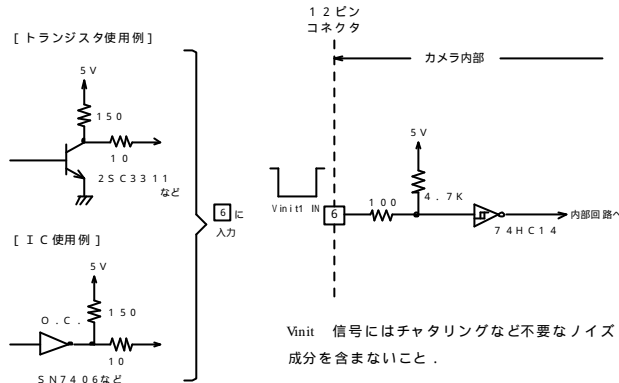 [トランジスタ使用例]
5V
150
10
2SC3311
など
[IC使用例]
5V
O.C.
150
10
SN7406など
6に
入力
12ピン
コネクタ
カメラ内部
Vinit1 IN
6
100
5V
4.7K
74HC14
内部回路へ
Vinit 信号にはチャタリングなど不要なノイズ
成分を含まないこと.